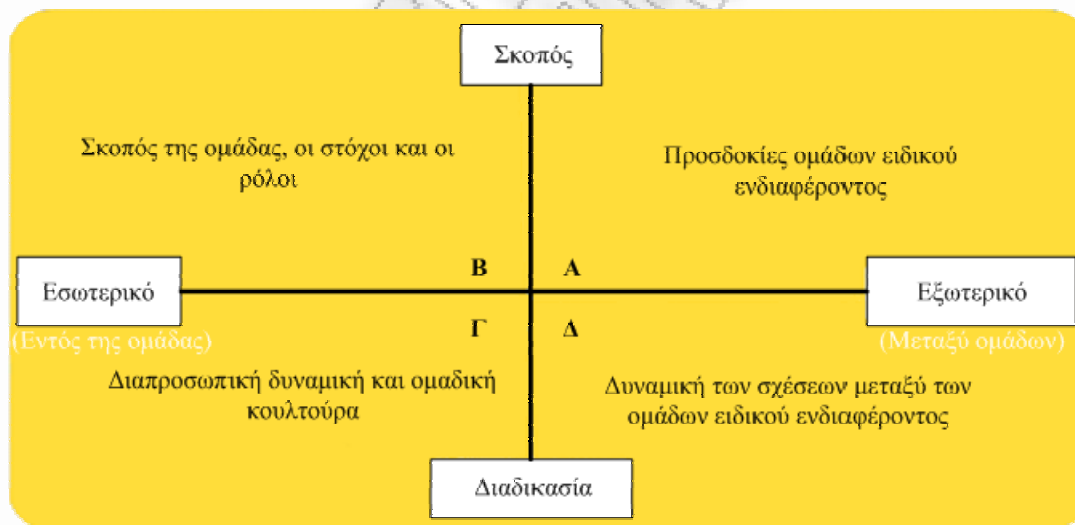 Σκοπός
Σκοπός της ομάδας, οι στόχοι και οι
ρόλοι
Προσδοκίες ομάδων ειδικού
ενδιαφέροντος
Β
Α
Εσωτερικό
Εξωτερικό
(Εντός της ομάδας)
Γ
Δ
(Μεταξύ ομάδων)
Διαπροσωπική δυναμική και ομαδική
κουλτούρα
Δυναμική των σχέσεων μεταξύ των
ομάδων ειδικού ενδιαφέροντος
Διαδικασία